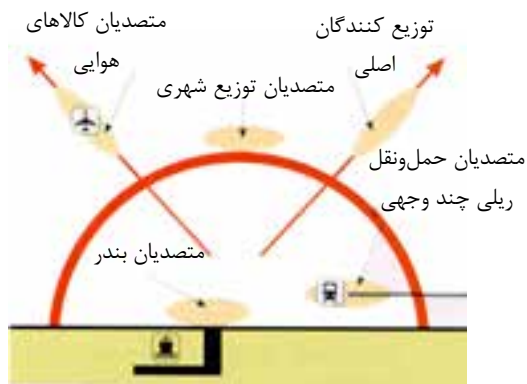 توزیع کنندگان
اصلی
متصدیان کالاهای
هوایی
متصدیان توزیع شهری
متصدیان حمل‌ونقل
ریلی چند وجهی
متصدیان بندر